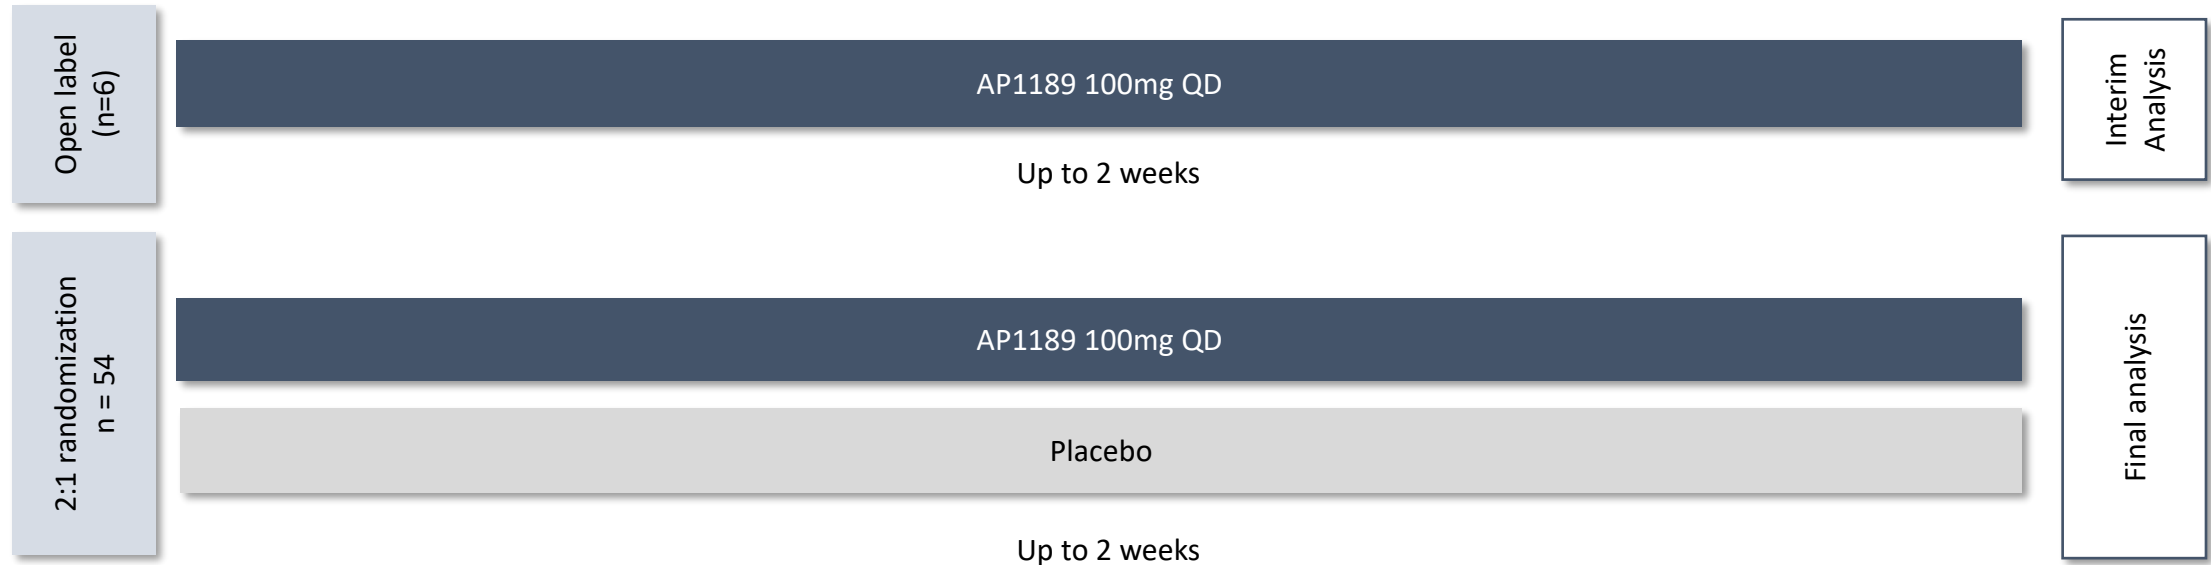 Open label
(n=6)
AP1189 100mg QD
Up to 2 weeks
Interim
Analysis
2:1 randomization
n = 54
AP1189 100mg QD
Placebo
Up to 2 weeks
Final analysis